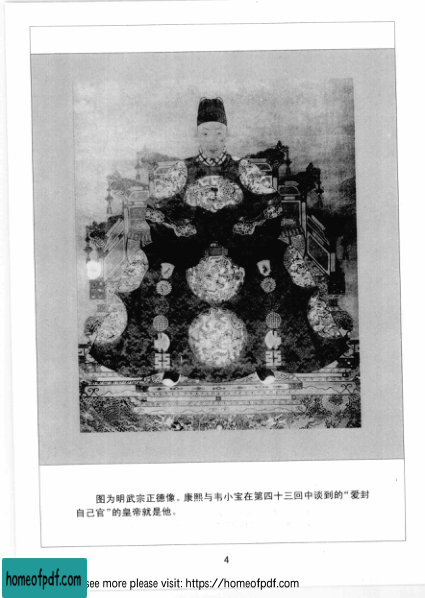 图为明武宗正德像。康熙与韦小宝在第四十三回中谈到的“爱封
自己官”的皇帝就是他。
4
homeofpdf.com
see more please visit: https://homeofpdf.com